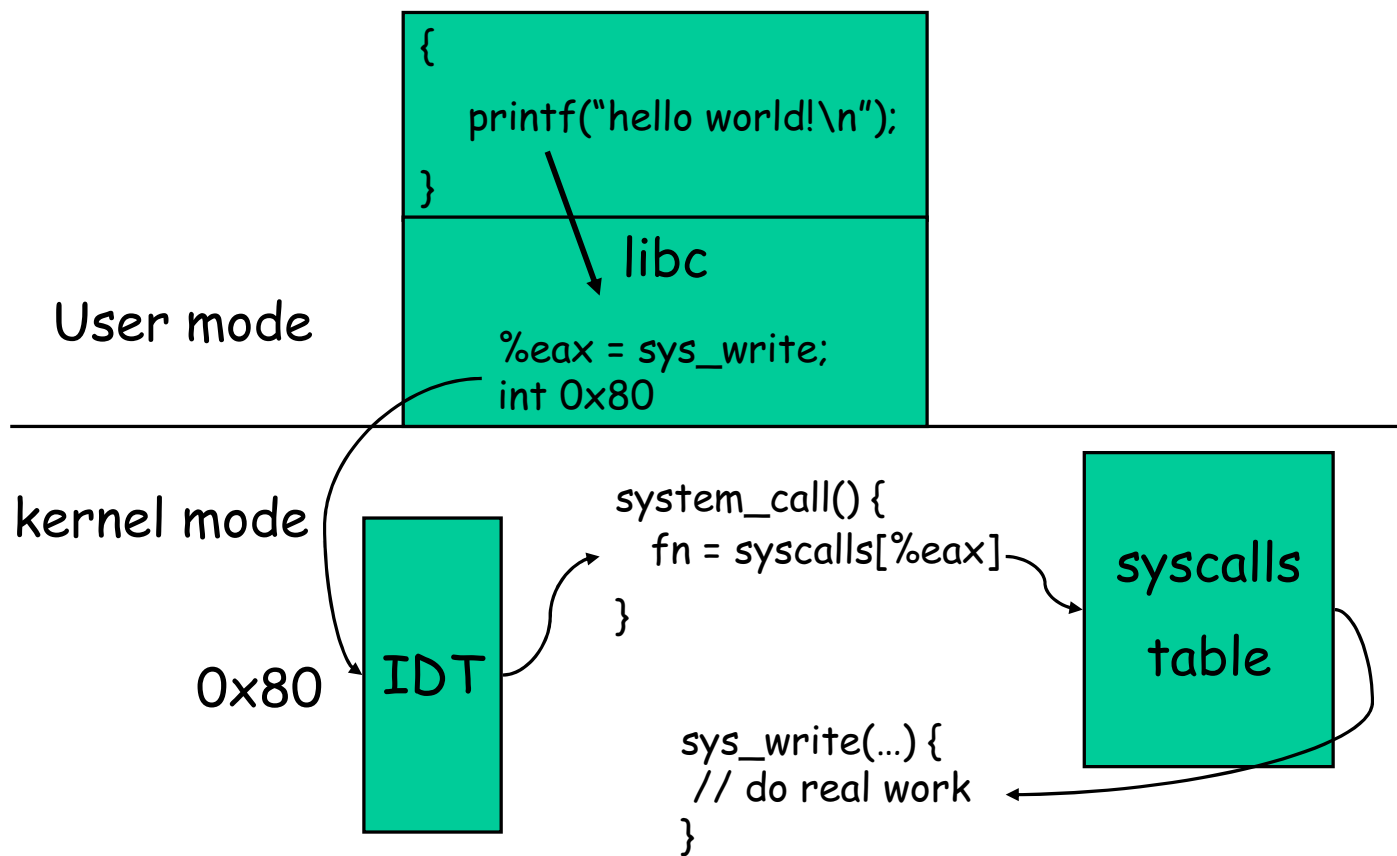 {
printf(“hello world!\n”);
}
libc
User mode
%eax = sys_write;
int 0x80
kernel mode
system_call() {
fn = syscalls[%eax]
}
syscalls
table
0x80
IDT
sys_write(…) {
// do real work
}